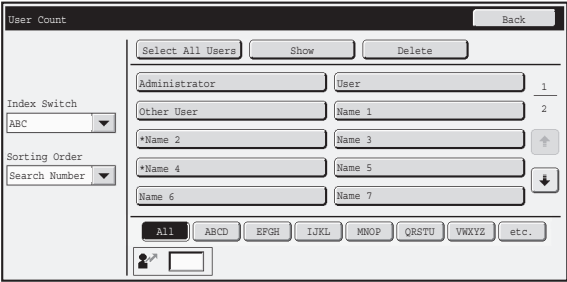 User Count Back
Select All Users Show Delete
Administrator User 1
Index Switch Other User Name 1 2
ABC
*Name 2 Name 3
Sorting Order
Search Number *Name 4 Name 5
Name 6 Name 7
All ABCD EFGH IJKL MNOP QRSTU VWXYZ etc.